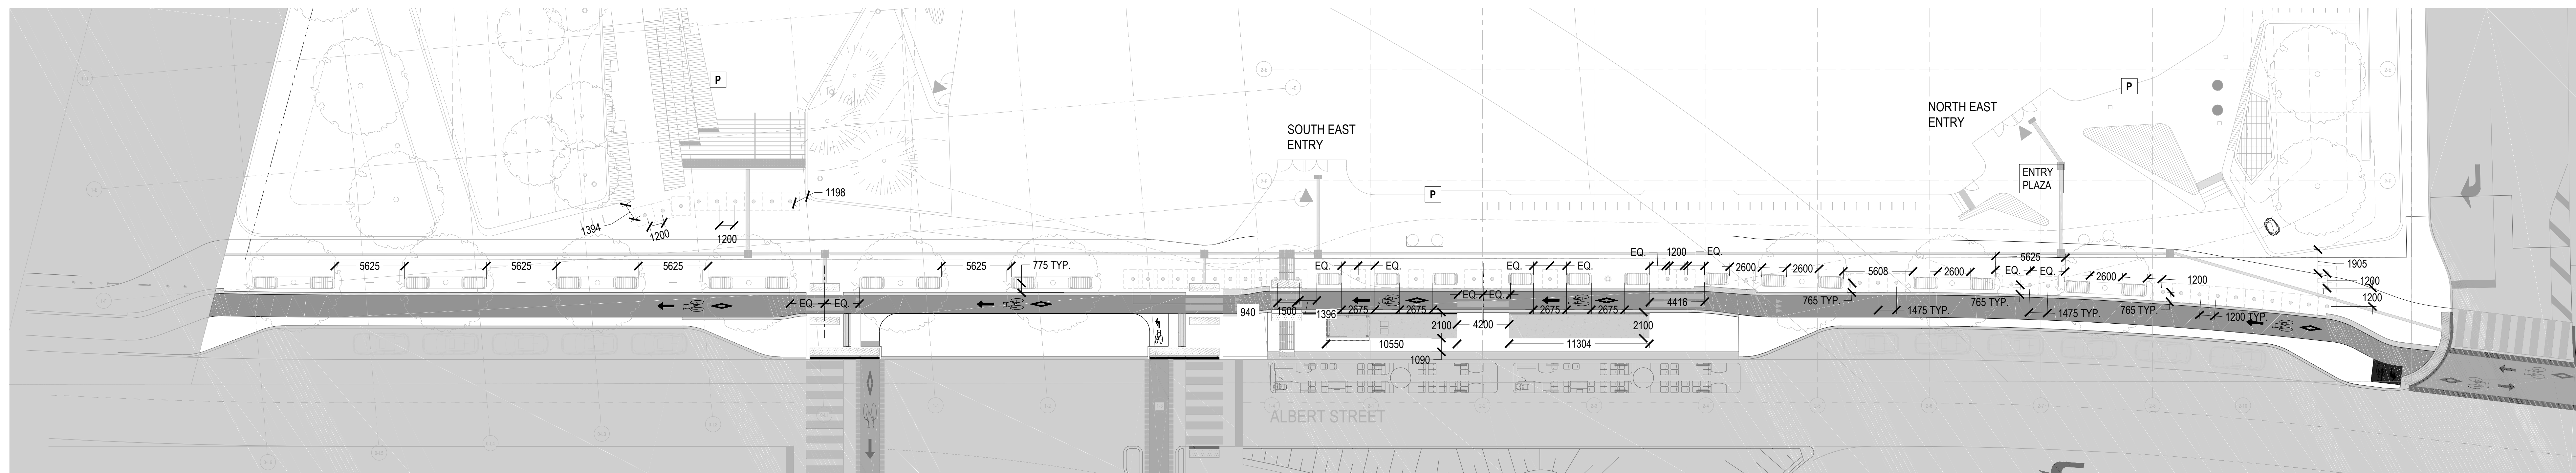 P
P
SOUTH EAST
ENTRY
NORTH EAST
ENTRY
ENTRY
PLAZA
P
1198
1394
1200
1200
5625
5625
5625
5625
775 TYP.
EQ.
EQ.
EQ.
EQ.
EQ.
EQ.
EQ.
1200
EQ.
2600
2600
5608
2600
5625
EQ.
EQ.
2600
1200
1905
1200
1200
EQ.
EQ.
940
1500
1396
2675
2675
2675
2675
4416
765 TYP.
1475 TYP.
765 TYP.
1475 TYP.
765 TYP.
1200 TYP.
2100
4200
2100
10550
11304
1090
ALBERT STREET